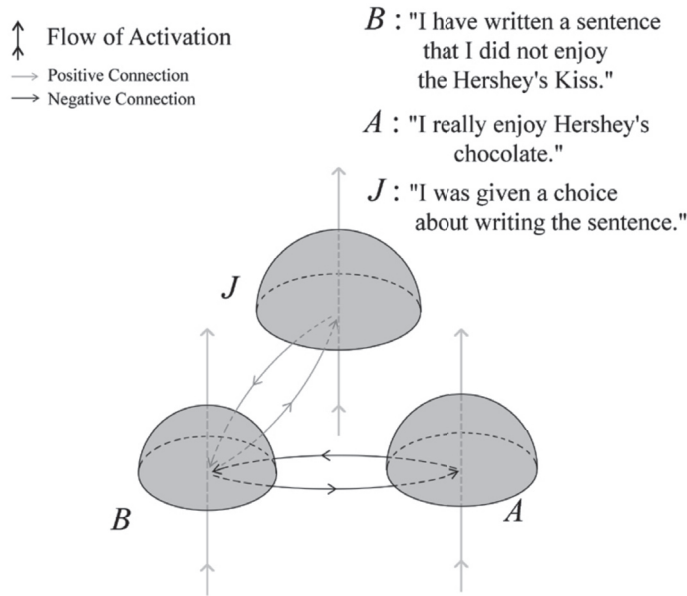 Flow of Activation
Positive Connection
Negative Connection
B : "I have written a sentence
that I did not enjoy
the Hershey's Kiss."
A : "I really enjoy Hershey's
chocolate."
J : "I was given a choice
about writing the sentence."
J
B
A